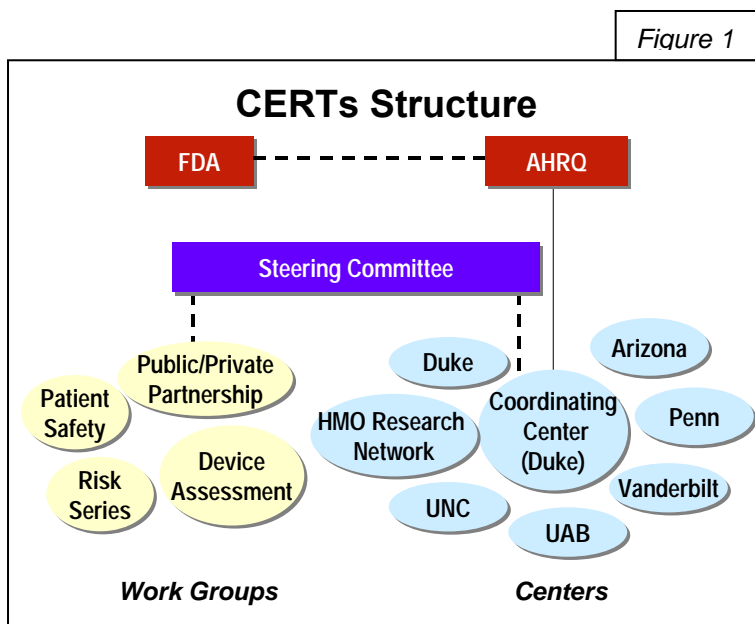 Figure 1
CERTs Structure
FDA
AHRQ
Steering Committee
Public/Private
Partnership
Patient
Safety
Risk
Series
Device
Assessment
Duke
Arizona
HMO Research
Network
Coordinating
Center
(Duke)
Penn
Vanderbilt
UNC
UAB
Work Groups
Centers